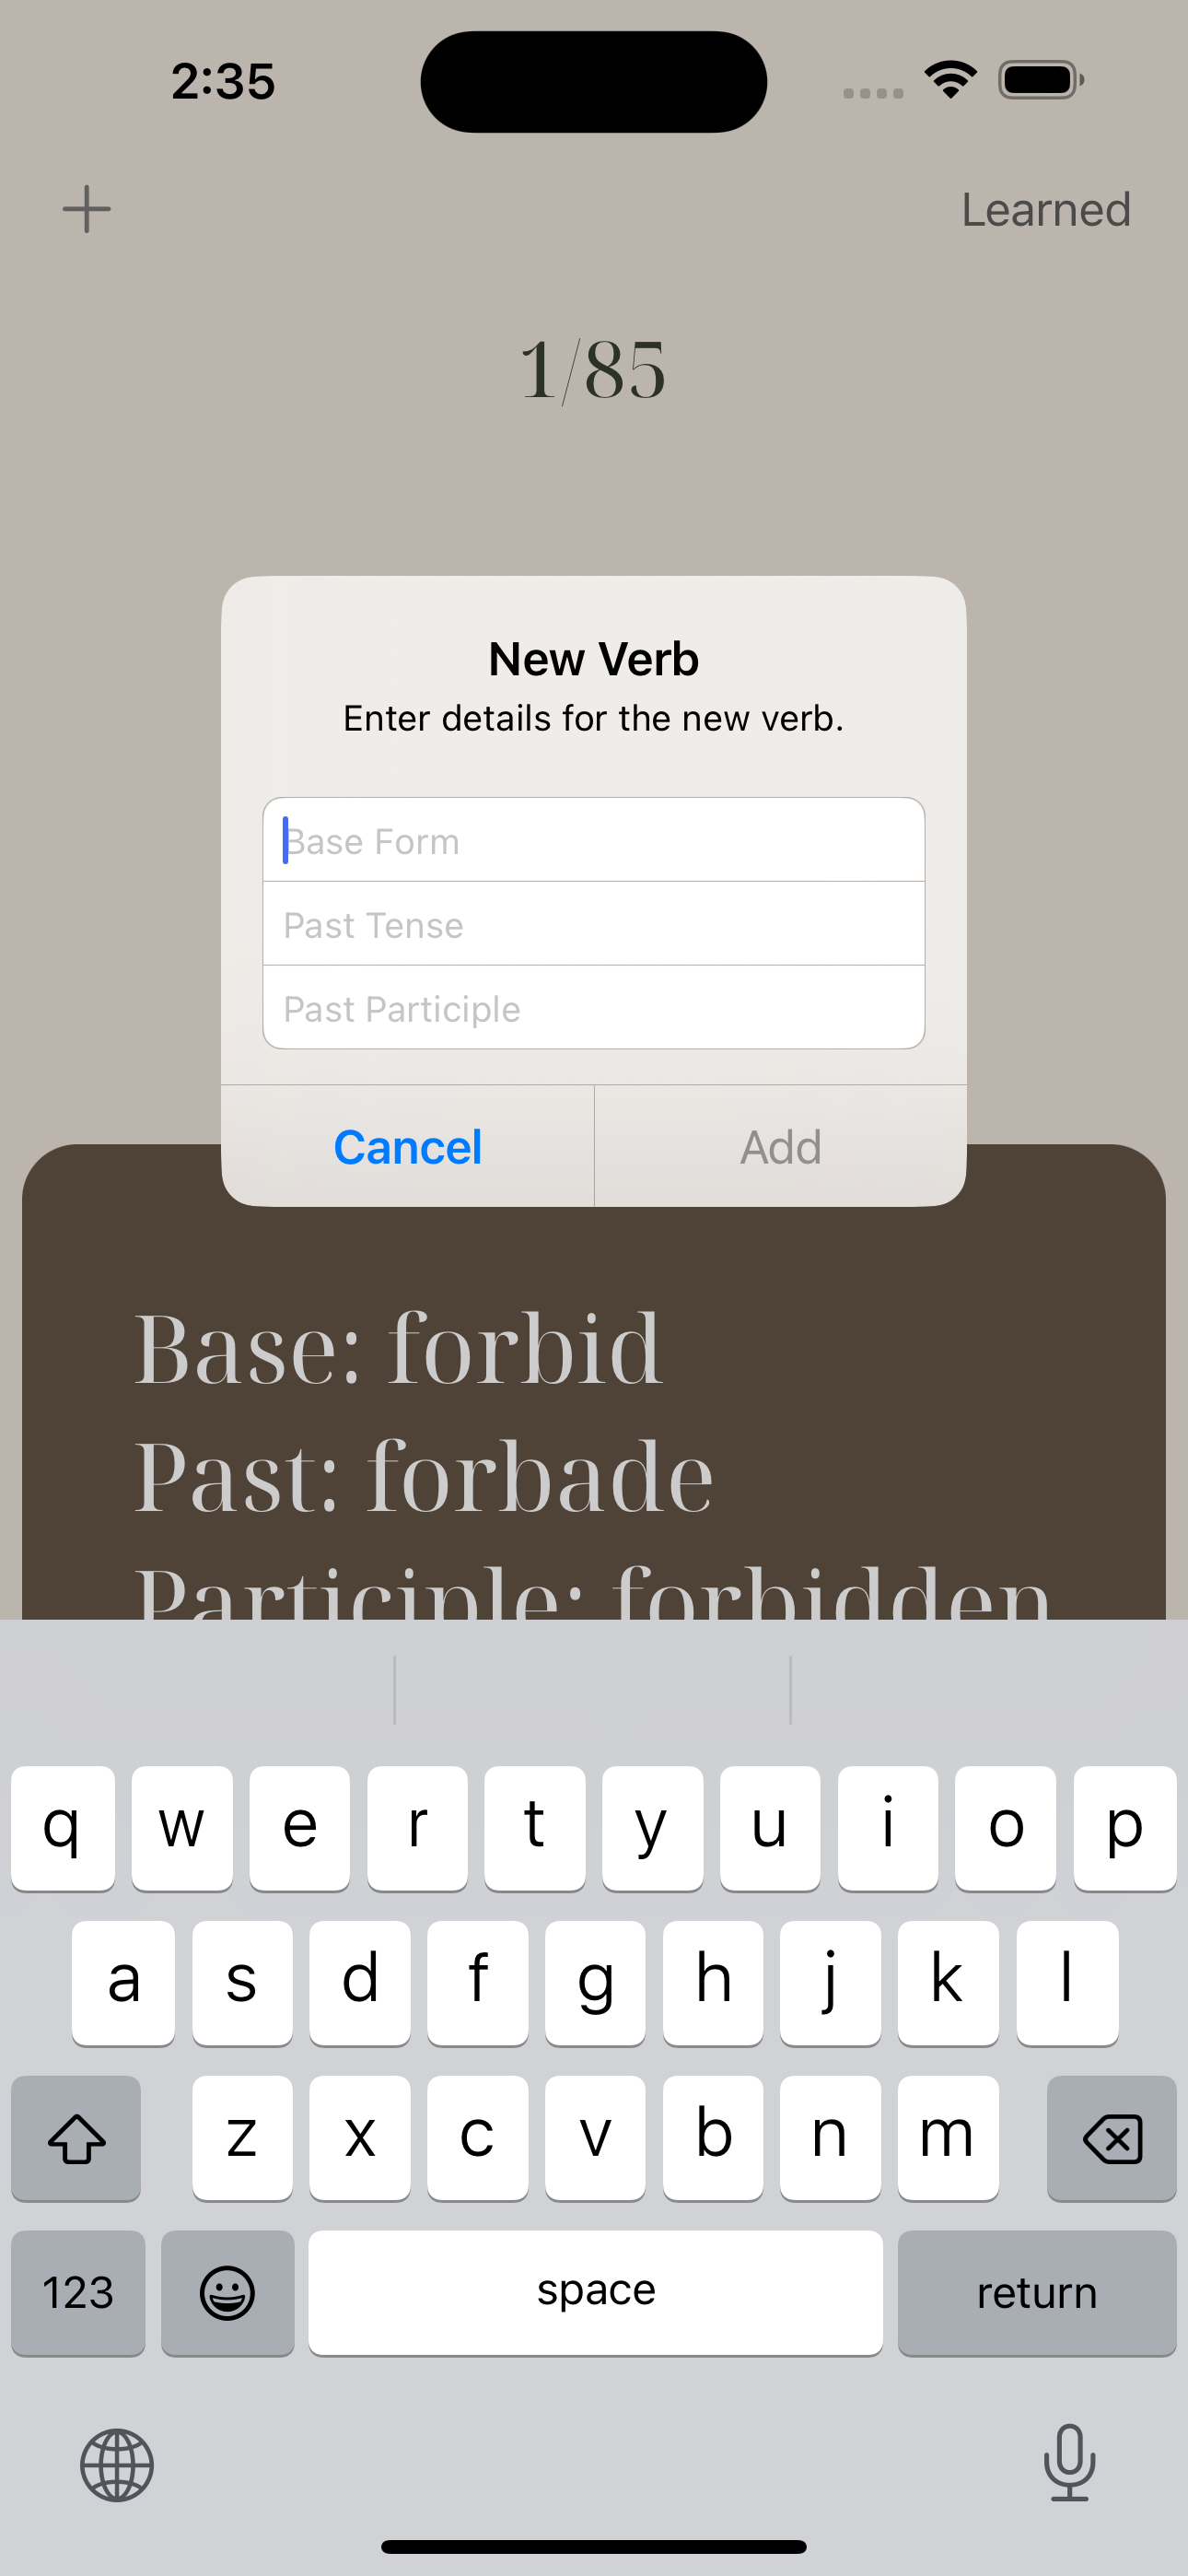 2:35
Learned
1/85
New Verb
Enter details for the new verb.
Base Form
Past Tense
Past Participle
Cancel
Add
Base: forbid
Past: forbade
Participle: forbidden
q w e r t y u i o p
a s d f g h j k l
z x c v b n m
123 space return